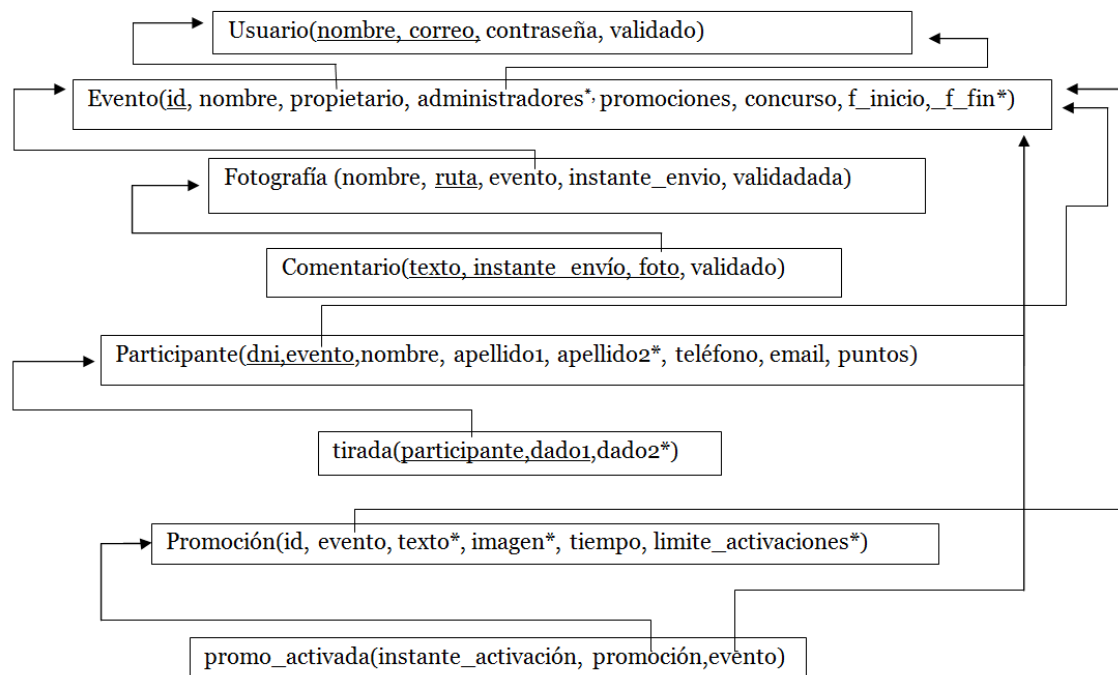 Usuario(nombre, correo, contraseña, validado)
Evento(id, nombre, propietario, administradores*, promociones, concurso, f_inicio,_f_fin*)
Fotografía (nombre, ruta, evento, instante_envio, validadada)
Comentario(texto, instante_envío, foto, validado)
Participante(dni,evento,nombre, apellido1, apellido2*, teléfono, email, puntos)
tirada(participante,dado1,dado2*)
Promoción(id, evento, texto*, imagen*, tiempo, limite_activaciones*)
promo_activada(instante_activación, promoción,evento)